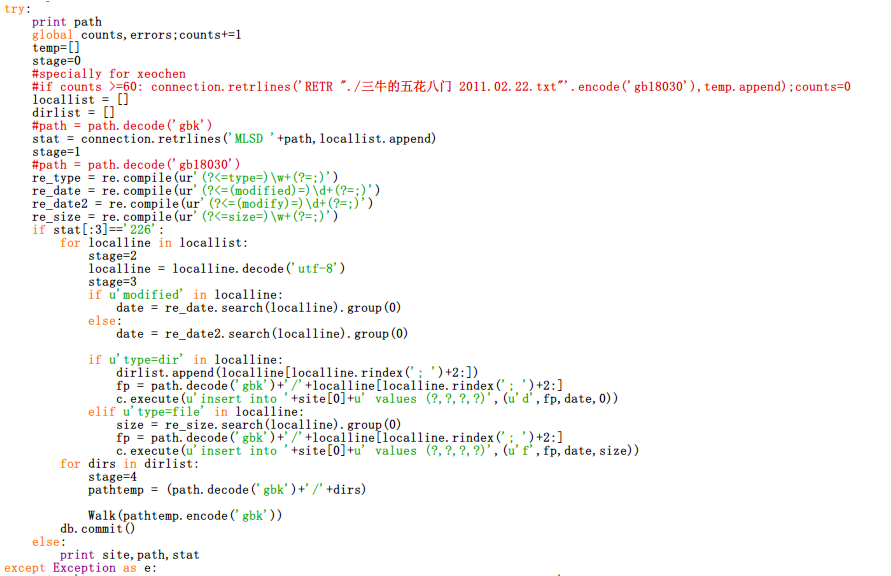 try:
    print path
    global counts,errors;counts+=1
    temp=[]
    stage=0
    #specially for xeochen
    #if counts >=60: connection.retrlines('RETR "./三牛的五花八门 2011.02.22.txt"'.encode('gb18030'),temp.append);counts=0
    locallist = []
    dirlist = []
    #path = path.decode('gbk')
    stat = connection.retrlines('MLSD '+path,locallist.append)
    stage=1
    #path = path.decode('gb18030')
    re_type = re.compile(ur'(?<=type=)\w+(?=;)')
    re_date = re.compile(ur'(?<=(modified)=)\d+(?=;)')
    re_date2 = re.compile(ur'(?<=(modify)=)\d+(?=;)')
    re_size = re.compile(ur'(?<=size=)\w+(?=;)')
    if stat[:3]=='226':
        for localline in locallist:
            stage=2
            localline = localline.decode('utf-8')
            stage=3
            if u'modified' in localline:
                date = re_date.search(localline).group(0)
            else:
                date = re_date2.search(localline).group(0)

            if u'type=dir' in localline:
                dirlist.append(localline[localline.rindex('; ')+2:])
                fp = path.decode('gbk')+'/'+localline[localline.rindex('; ')+2:]
                c.execute(u'insert into '+site[0]+u' values (?,?,?,?)',(u'd',fp,date,0))
            elif u'type=file' in localline:
                size = re_size.search(localline).group(0)
                fp = path.decode('gbk')+'/'+localline[localline.rindex('; ')+2:]
                c.execute(u'insert into '+site[0]+u' values (?,?,?,?)',(u'f',fp,date,size))
        for dirs in dirlist:
            stage=4
            pathtemp = (path.decode('gbk')+'/'+dirs)

            Walk(pathtemp.encode('gbk'))
        db.commit()
    else:
        print site,path,stat
except Exception as e: